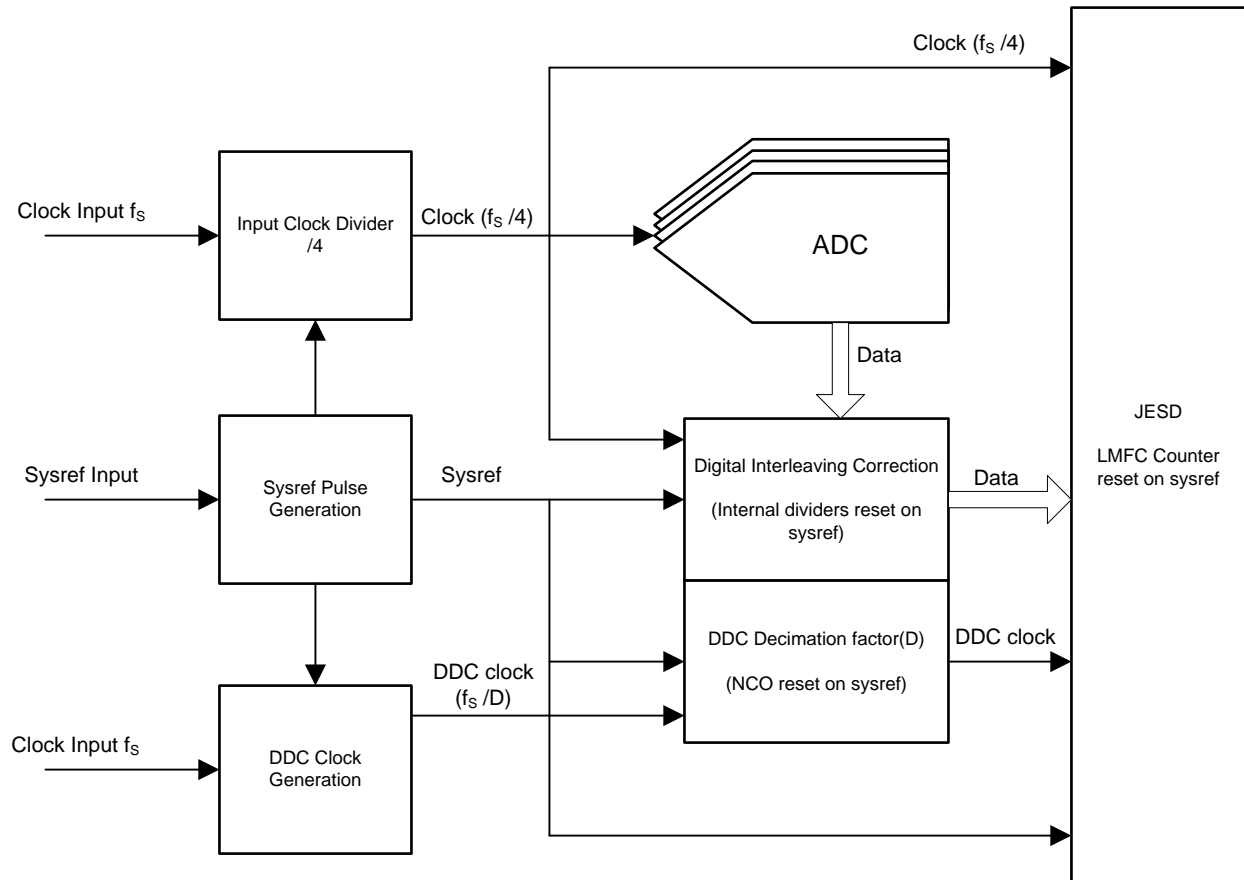 Clock (fS /4)
Clock Input fS
Input Clock Divider
/4
Clock (fS /4)
ADC
Data
Sysref Input
Sysref Pulse
Generation
Sysref
Digital Interleaving Correction
(Internal dividers reset on
sysref)
Data
JESD
LMFC Counter
reset on sysref
DDC Decimation factor(D)
(NCO reset on sysref)
DDC clock
DDC clock
(fS /D)
Clock Input fS
DDC Clock
Generation